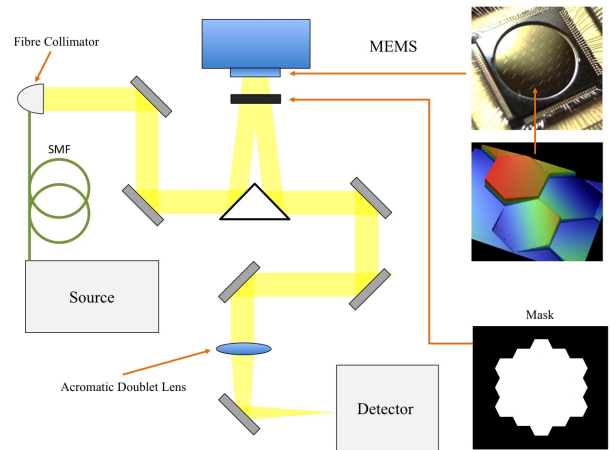 Fibre Collimator
MEMS
SMF
Source
Mask
Acromatic Doublet Lens
Detector